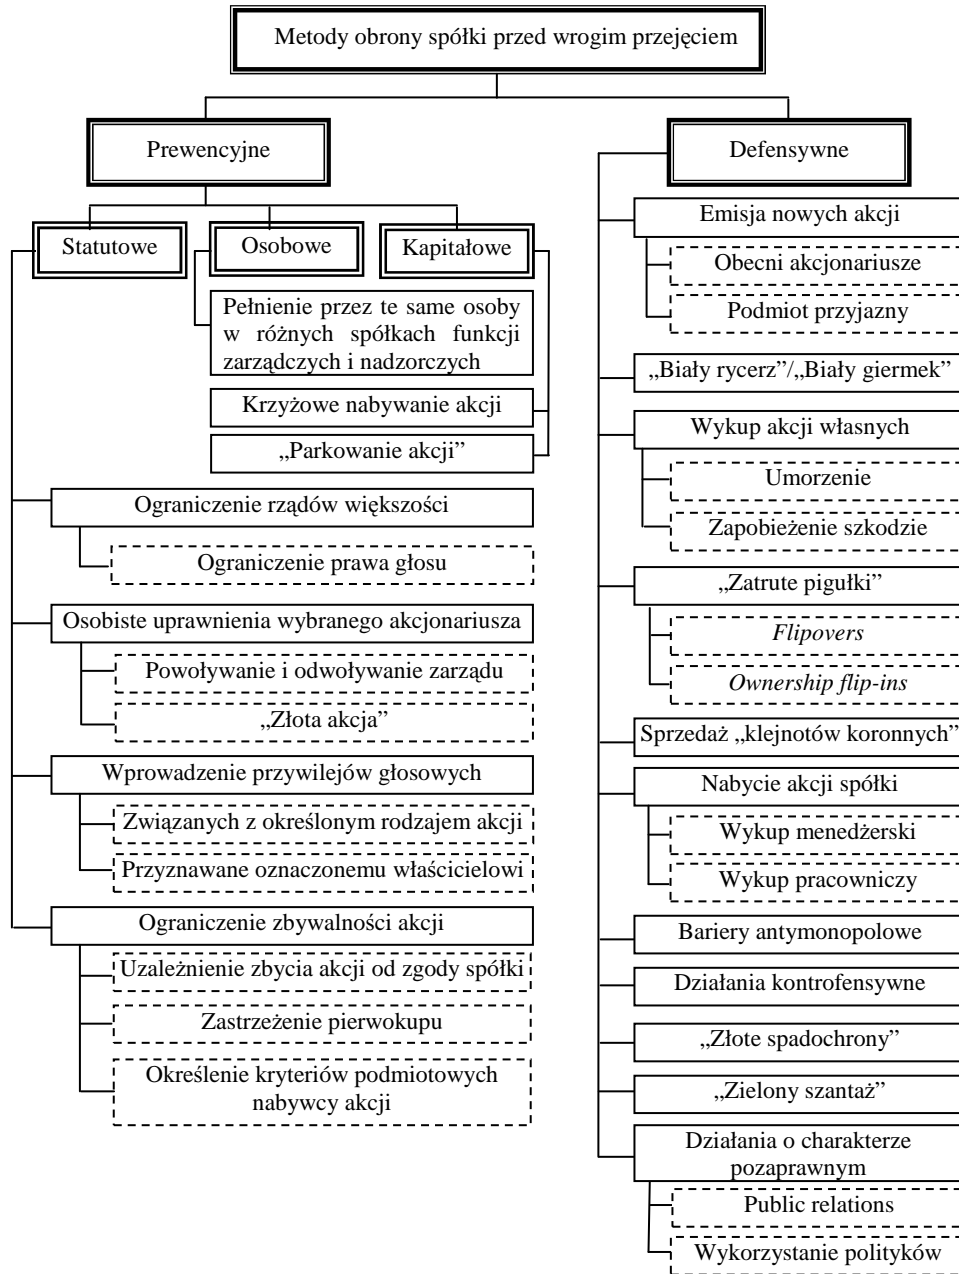 Metody obrony spółki przed wrogim przejęciem
Prewencyjne
Statutowe
Osobowe
Kapitałowe
Pełnienie przez te same osoby
w różnych spółkach funkcji
zarządczych i nadzorczych
Krzyżowe nabywanie akcji
„Parkowanie akcji”
Ograniczenie rządów większości
Ograniczenie prawa głosu
Osobiste uprawnienia wybranego akcjonariusza
Powoływanie i odwoływanie zarządu
„Złota akcja”
Wprowadzenie przywilejów głosowych
Związanych z określonym rodzajem akcji
Przyznawane oznaczonemu właścicielowi
Ograniczenie zbywalności akcji
Uzależnienie zbycia akcji od zgody spółki
Zastrzeżenie pierwokupu
Określenie kryteriów podmiotowych
nabywcy akcji
Defensywne
Emisja nowych akcji
Obecni akcjonariusze
Podmiot przyjazny
„Biały rycerz”/„Biały giermek”
Wykup akcji własnych
Umorzenie
Zapobieżenie szkodzie
„Zatrute pigułki”
Flipovers
Ownership flip-ins
Sprzedaż „klejnotów koronnych”
Nabycie akcji spółki
Wykup menedżerski
Wykup pracowniczy
Bariery antymonopolowe
Działania kontrofensywne
„Złote spadochrony”
„Zielony szantaż”
Działania o charakterze
pozaprawnym
Public relations
Wykorzystanie polityków